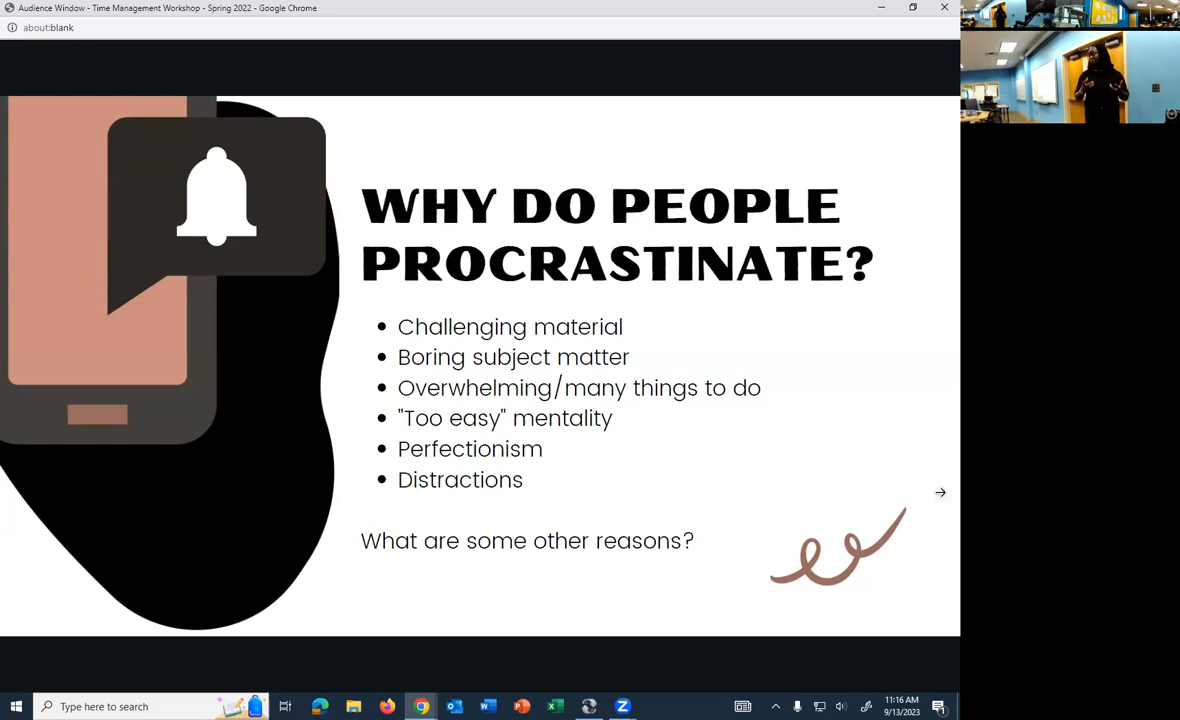 Audience Window - Time Management Workshop - Spring 2022 - Google Chrome
about:blank
WHY DO PEOPLE
PROCRASTINATE?
• Challenging material
• Boring subject matter
• Overwhelming/many things to do
• "Too easy" mentality
• Perfectionism
• Distractions
What are some other reasons?
Type here to search
11:16 AM
9/13/2023
1